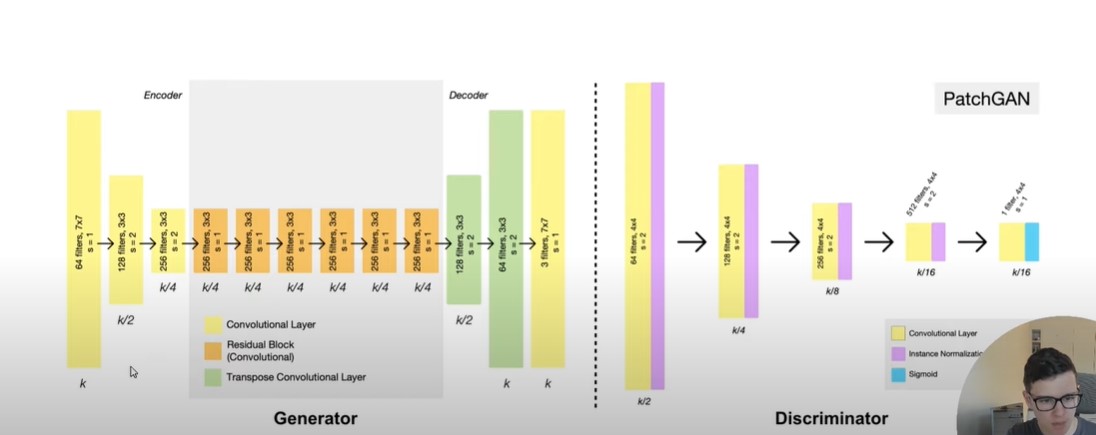 Encoder
Decoder
64 filters, 7x7
s = 1
128 filters, 3x3
s = 2
256 filters, 3x3
s = 2
256 filters, 3x3
s = 1
256 filters, 3x3
s = 1
256 filters, 3x3
s = 1
256 filters, 3x3
s = 1
256 filters, 3x3
s = 1
256 filters, 3x3
s = 1
128 filters, 3x3
s = 2
64 filters, 3x3
s = 2
3 filters, 7x7
s = 1
k
k/2
k/4
k/4
k/4
k/4
k/4
k/4
k/4
k/2
k
k
Convolutional Layer
Residual Block
(Convolutional)
Transpose Convolutional Layer
Generator
PatchGAN
64 filters, 4x4
s = 2
128 filters, 4x4
s = 2
256 filters, 4x4
s = 2
512 filters, 4x4
s = 2
1 filter, 4x4
s = 1
k/2
k/4
k/8
k/16
k/16
Convolutional Layer
Instance Normalizatio
Sigmoid
Discriminator